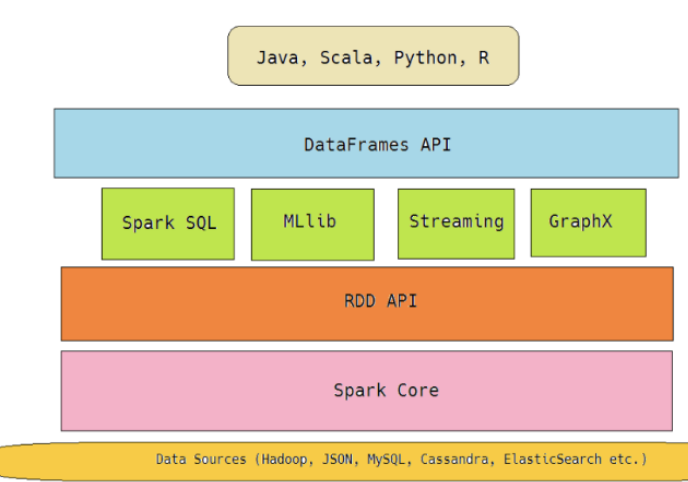 Java, Scala, Python, R
DataFrames API
Spark SQL
MLlib
Streaming
GraphX
RDD API
Spark Core
Data Sources (Hadoop, JSON, MySQL, Cassandra, ElasticSearch etc.)